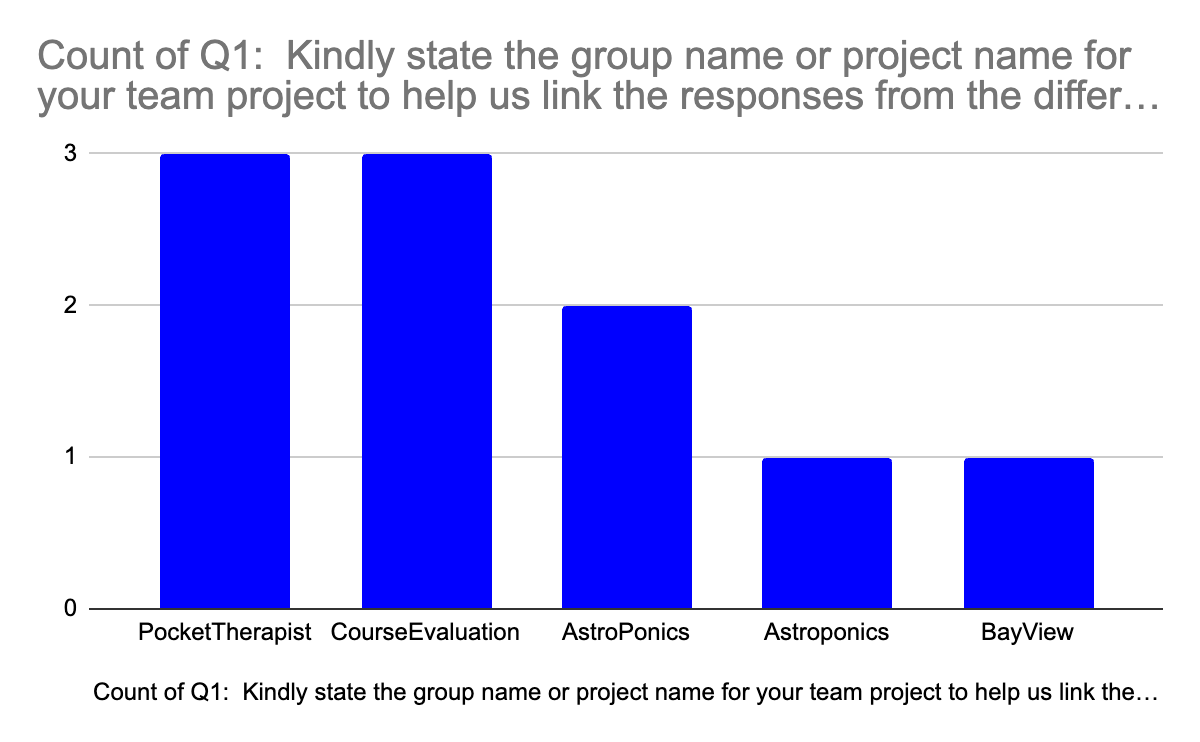 Count of Q1:  Kindly state the group name or project name for
your team project to help us link the responses from the differ…
3
2
1
0
PocketTherapist CourseEvaluation AstroPonics Astroponics BayView
Count of Q1:  Kindly state the group name or project name for your team project to help us link the…